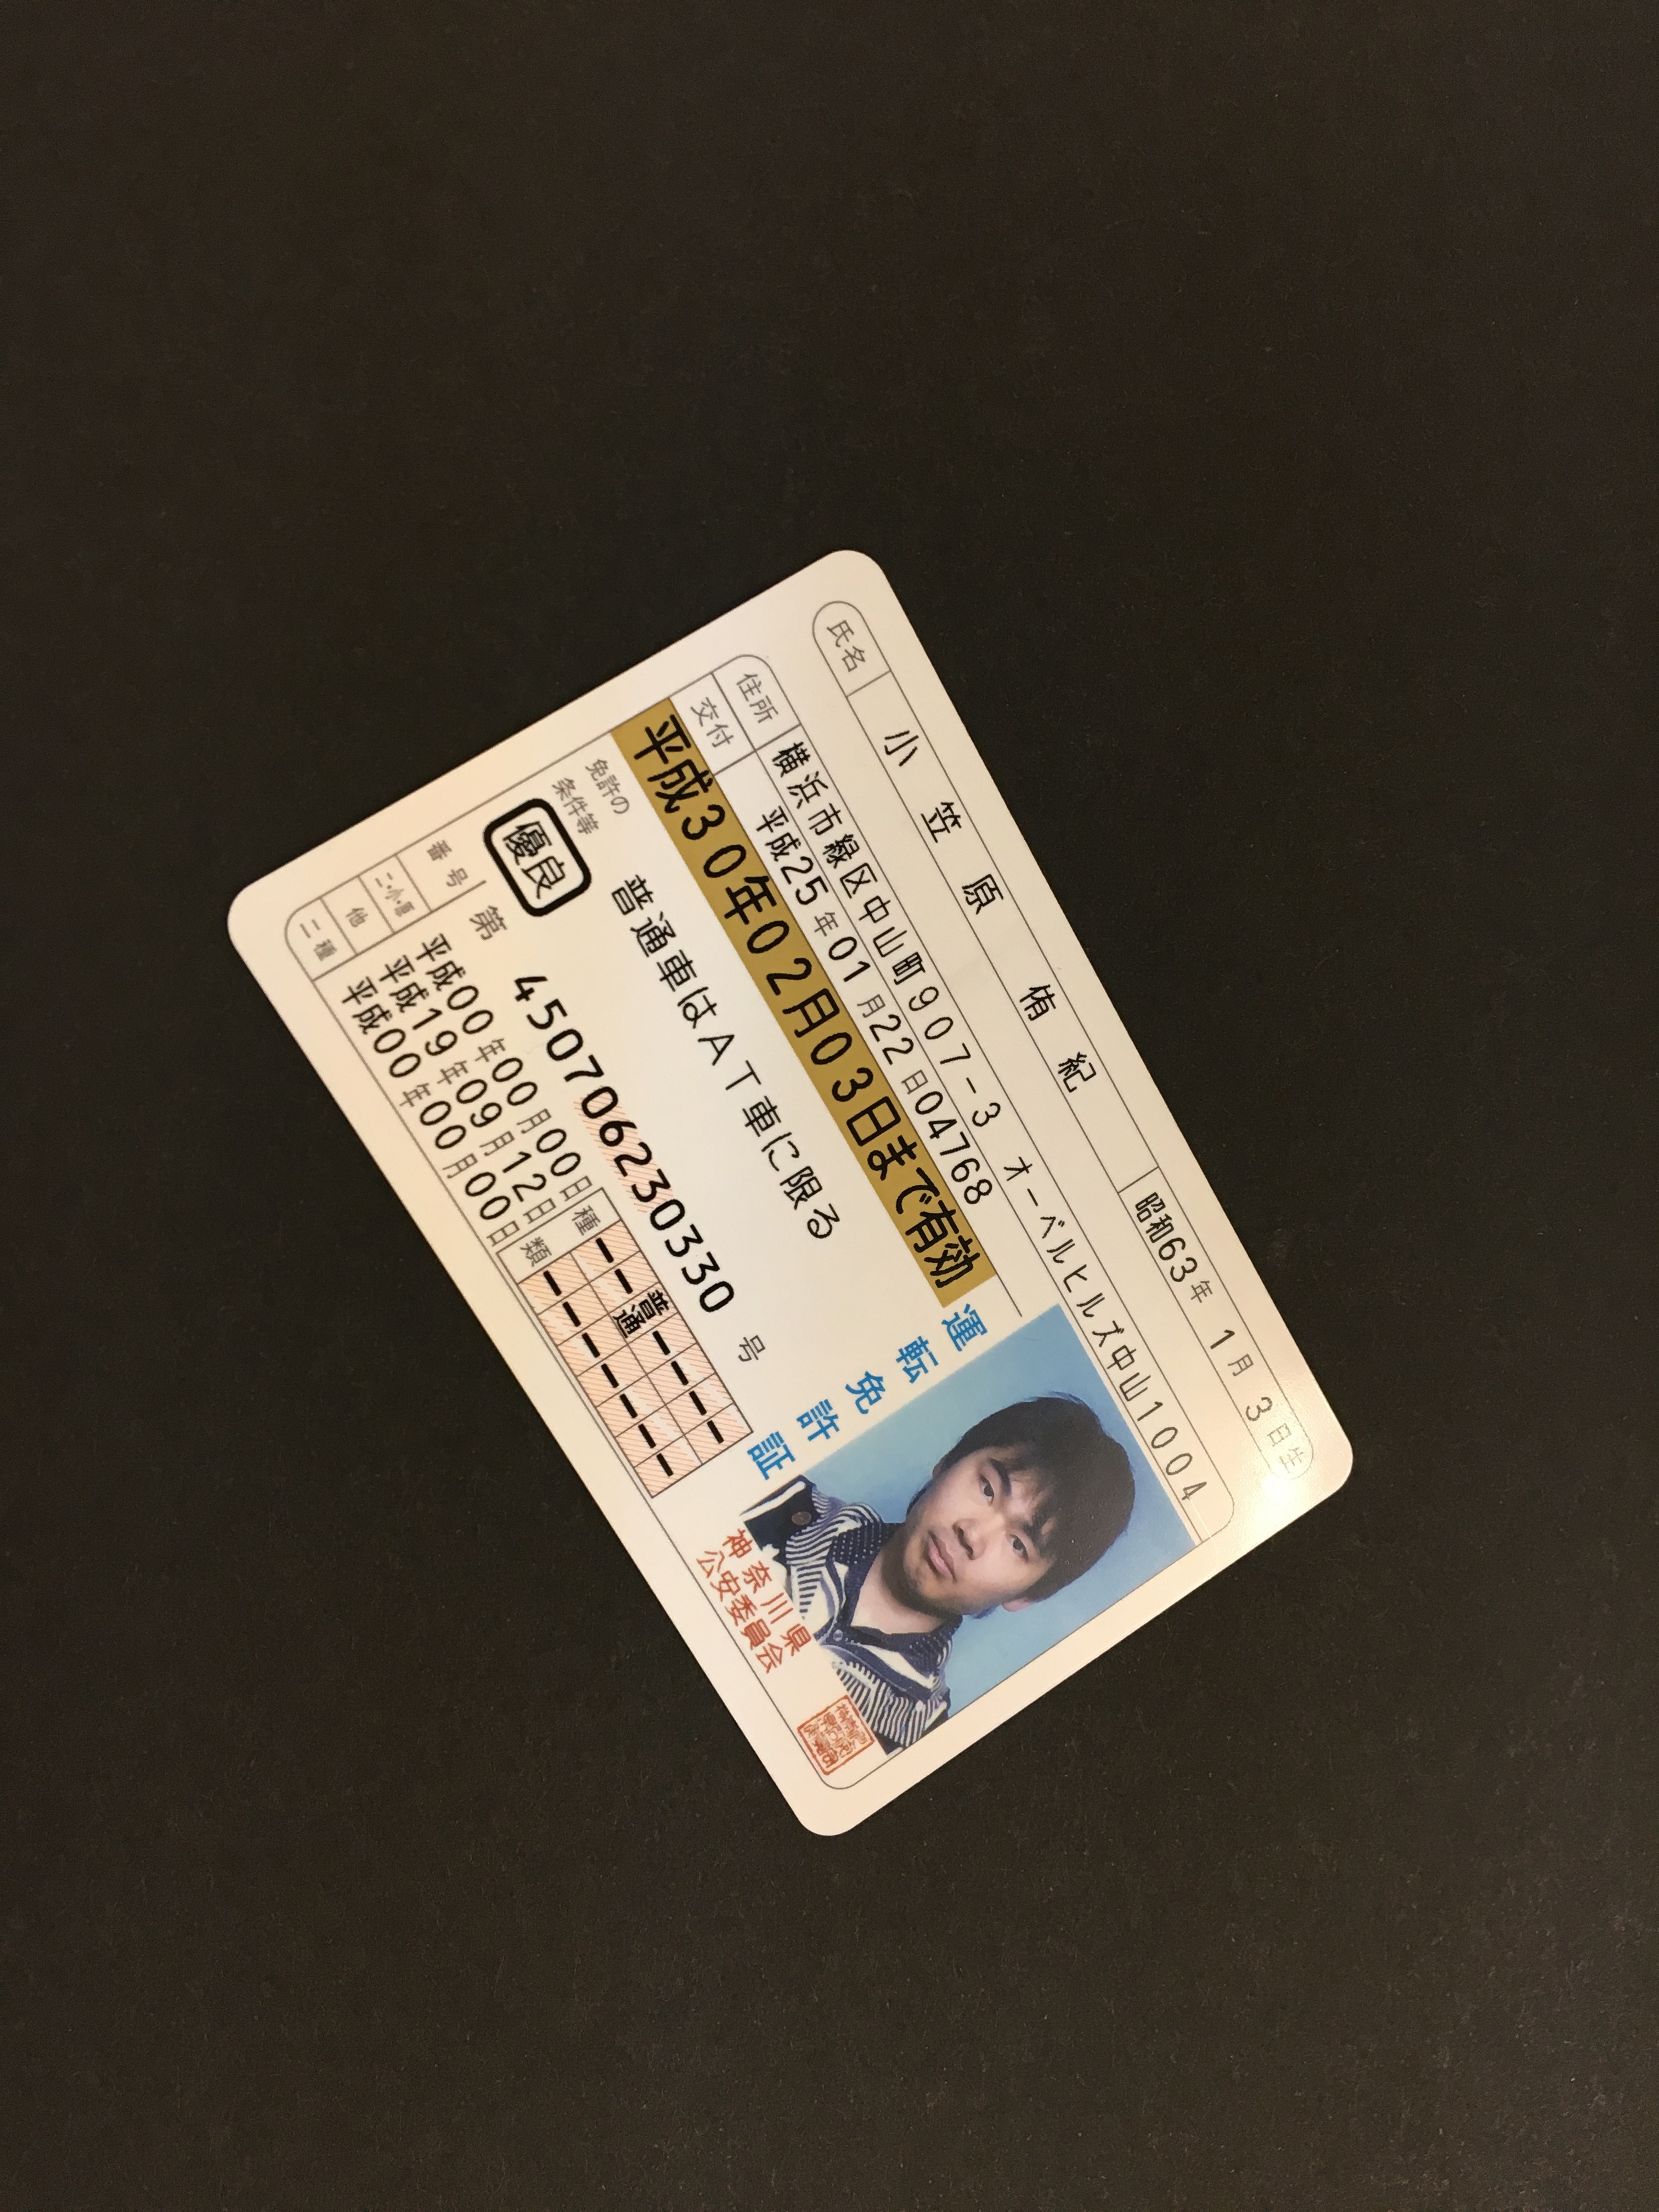 氏名 小笠原 侑紀 昭和63年 1月 3日生
住所 横浜市緑区中山町907-3 オーベルヒルズ中山1004
交付 平成25年01月22日04768
平成30年02月03日まで有効
免許の
条件等
普通車はAT車に限る
優良
番号 第 450706230330 号
二・小・原 平成00年00月00日
他 平成19年09月12日
二種 平成00年00月00日
種類
普通
運転免許証
神奈川県
公安委員会